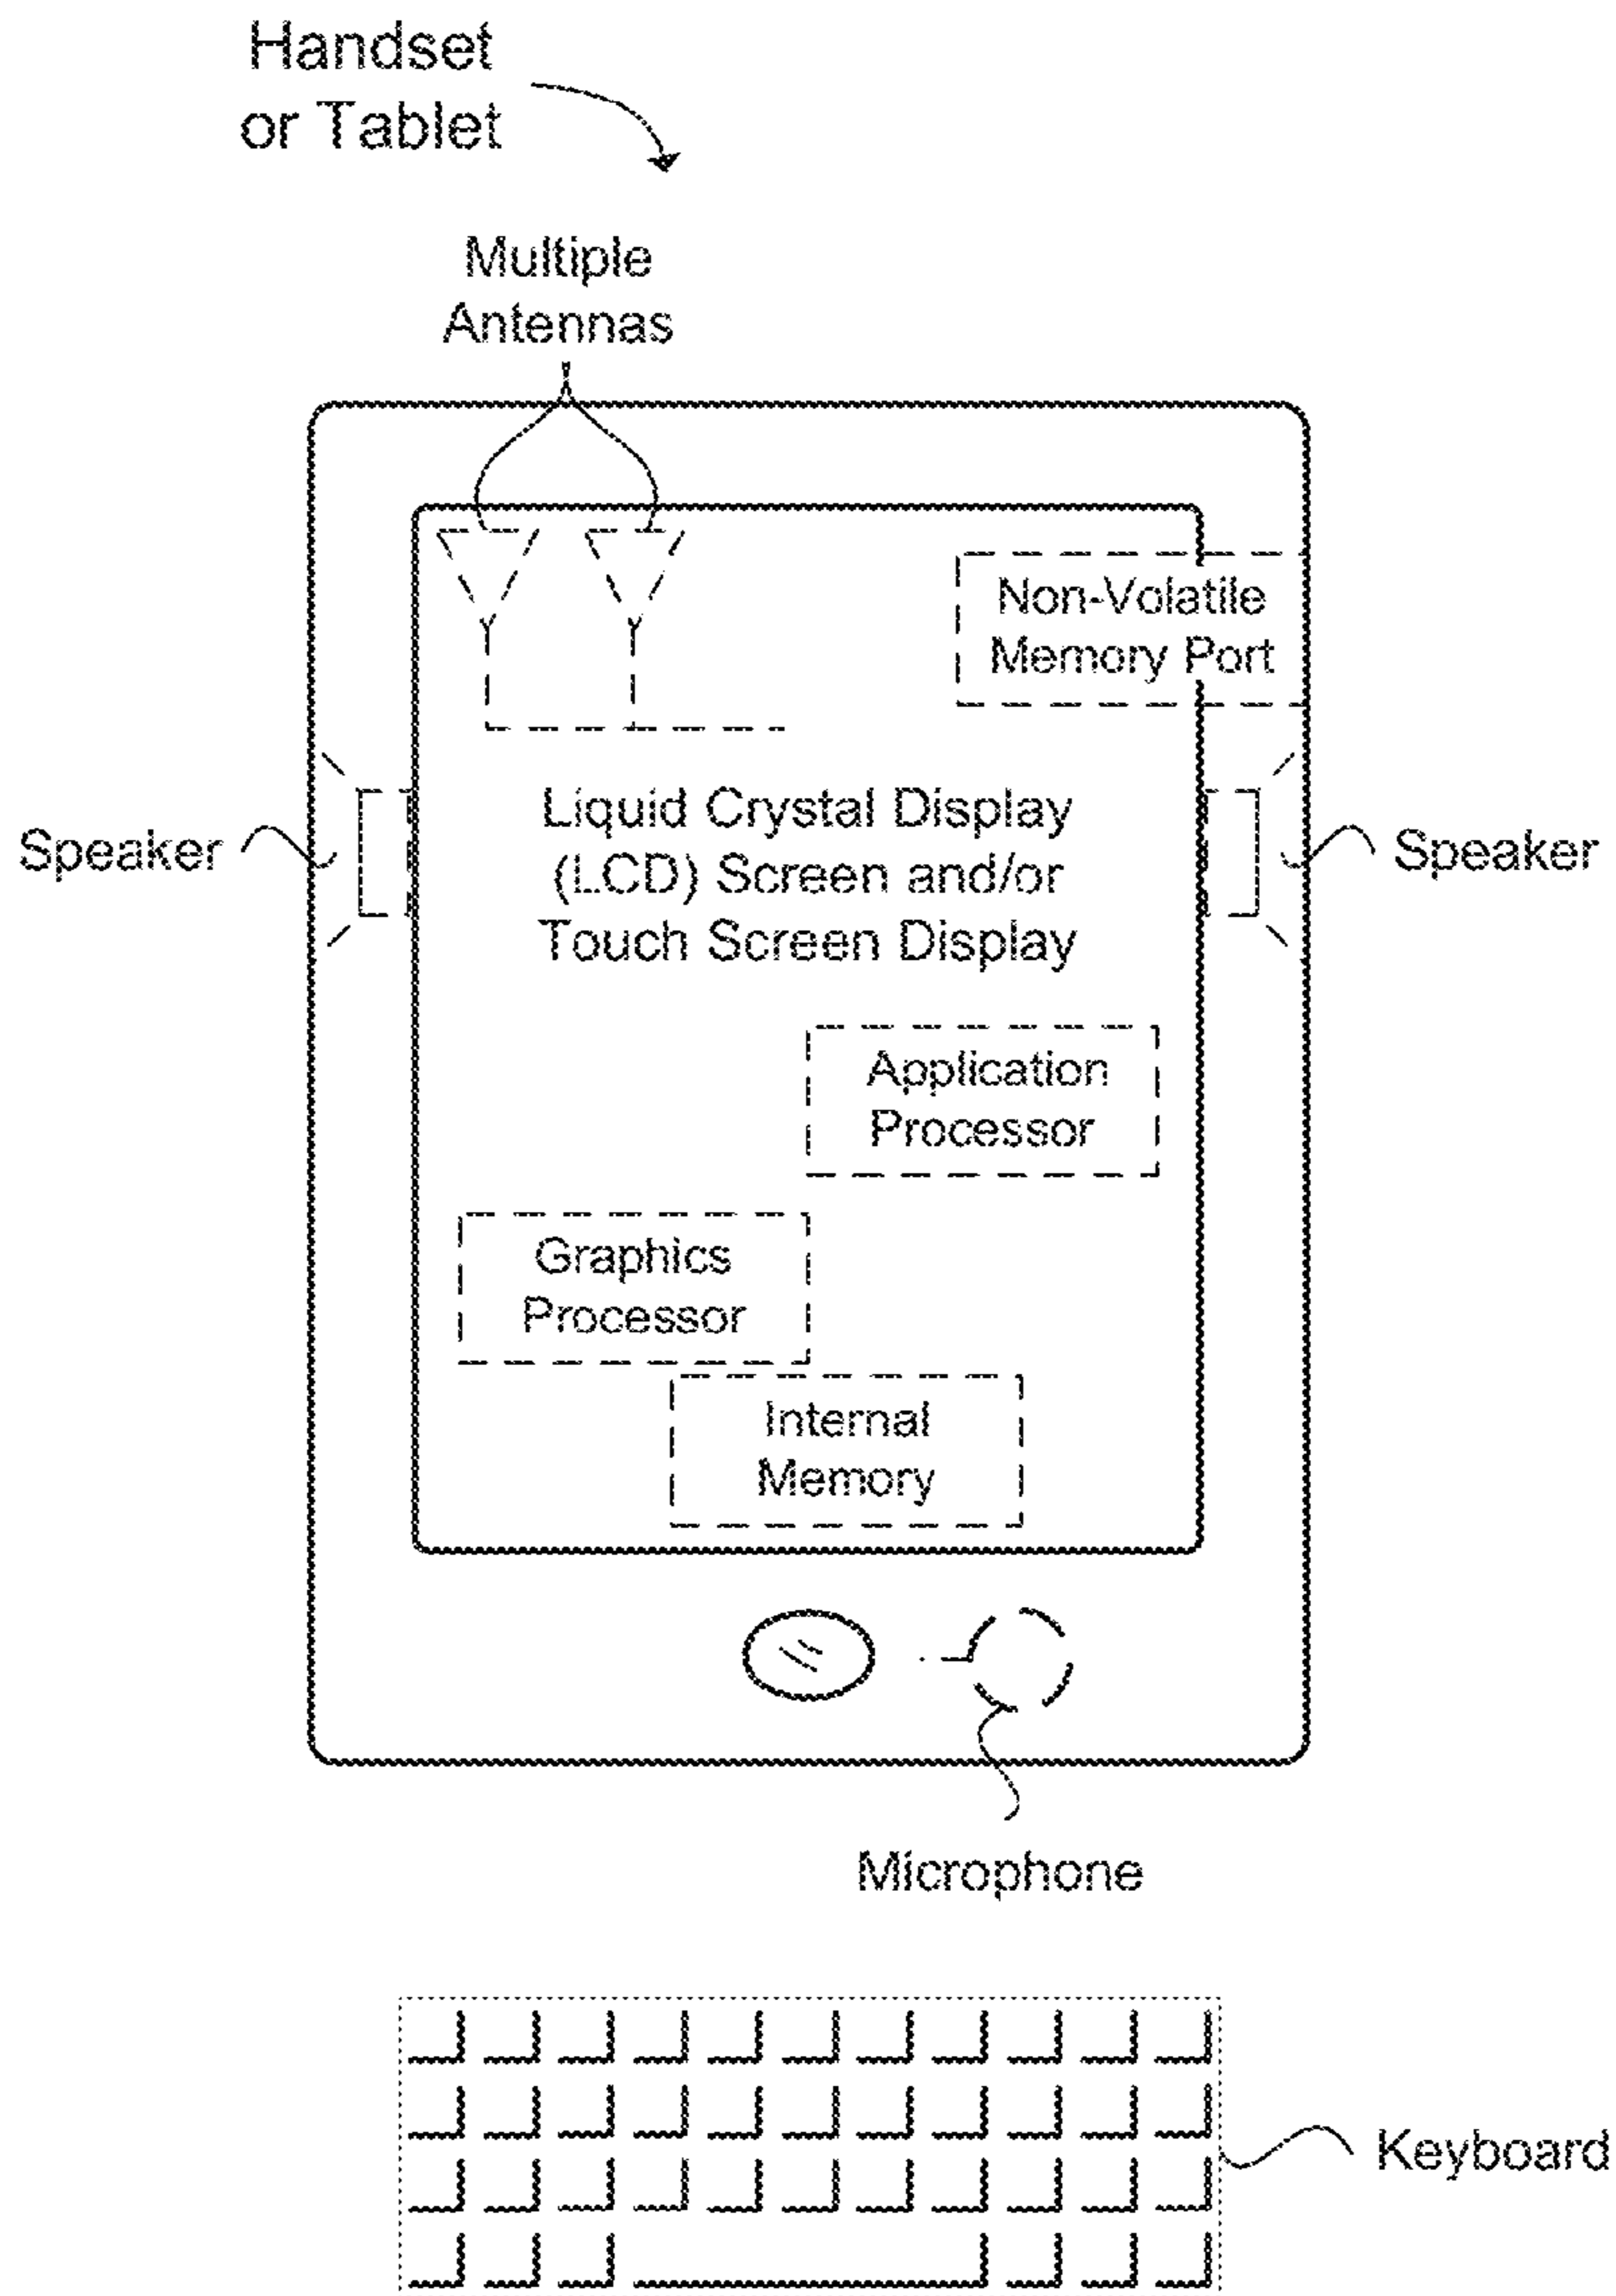 Handset
or Tablet
Multiple
Antennas
Non-Volatile
Memory Port
Speaker
Liquid Crystal Display
(LCD) Screen and/or
Touch Screen Display
Speaker
Application
Processor
Graphics
Processor
Internal
Memory
Microphone
Keyboard